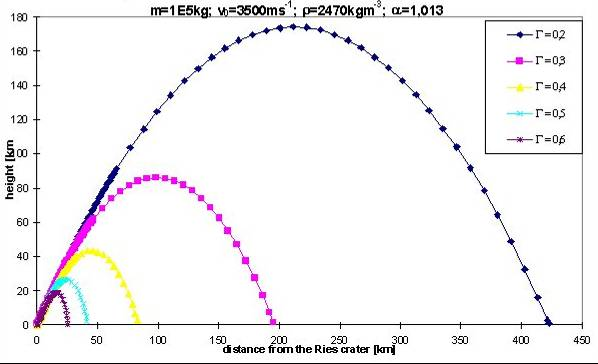 m=1E5kg; v0=3500ms-1; ρ=2470kgm-3; α=1,013
180
160
140
120
100
80
60
40
20
0
height [km
0 50 100 150 200 250 300 350 400 450
distance from the Ries crater [km]
Γ=0,2
Γ=0,3
Γ=0,4
Γ=0,5
Γ=0,6